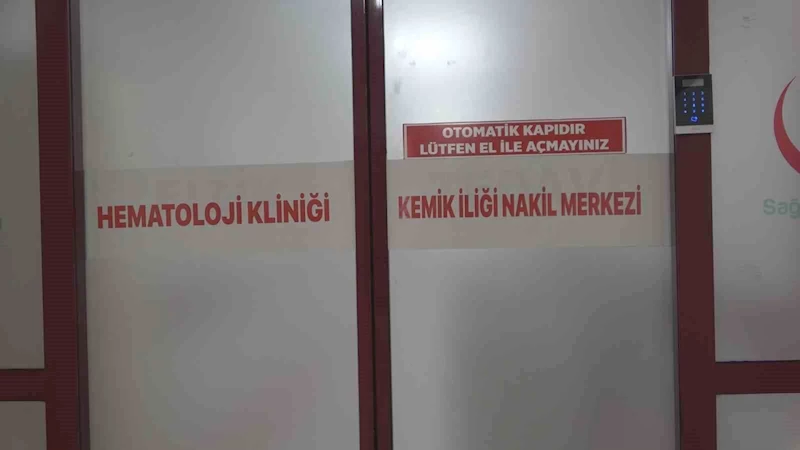 OTOMATİK KAPIDIR
LÜTFEN EL İLE AÇMAYINIZ
HEMATOLOJİ KLİNİĞİ
KEMİK İLİĞİ NAKİL MERKEZİ